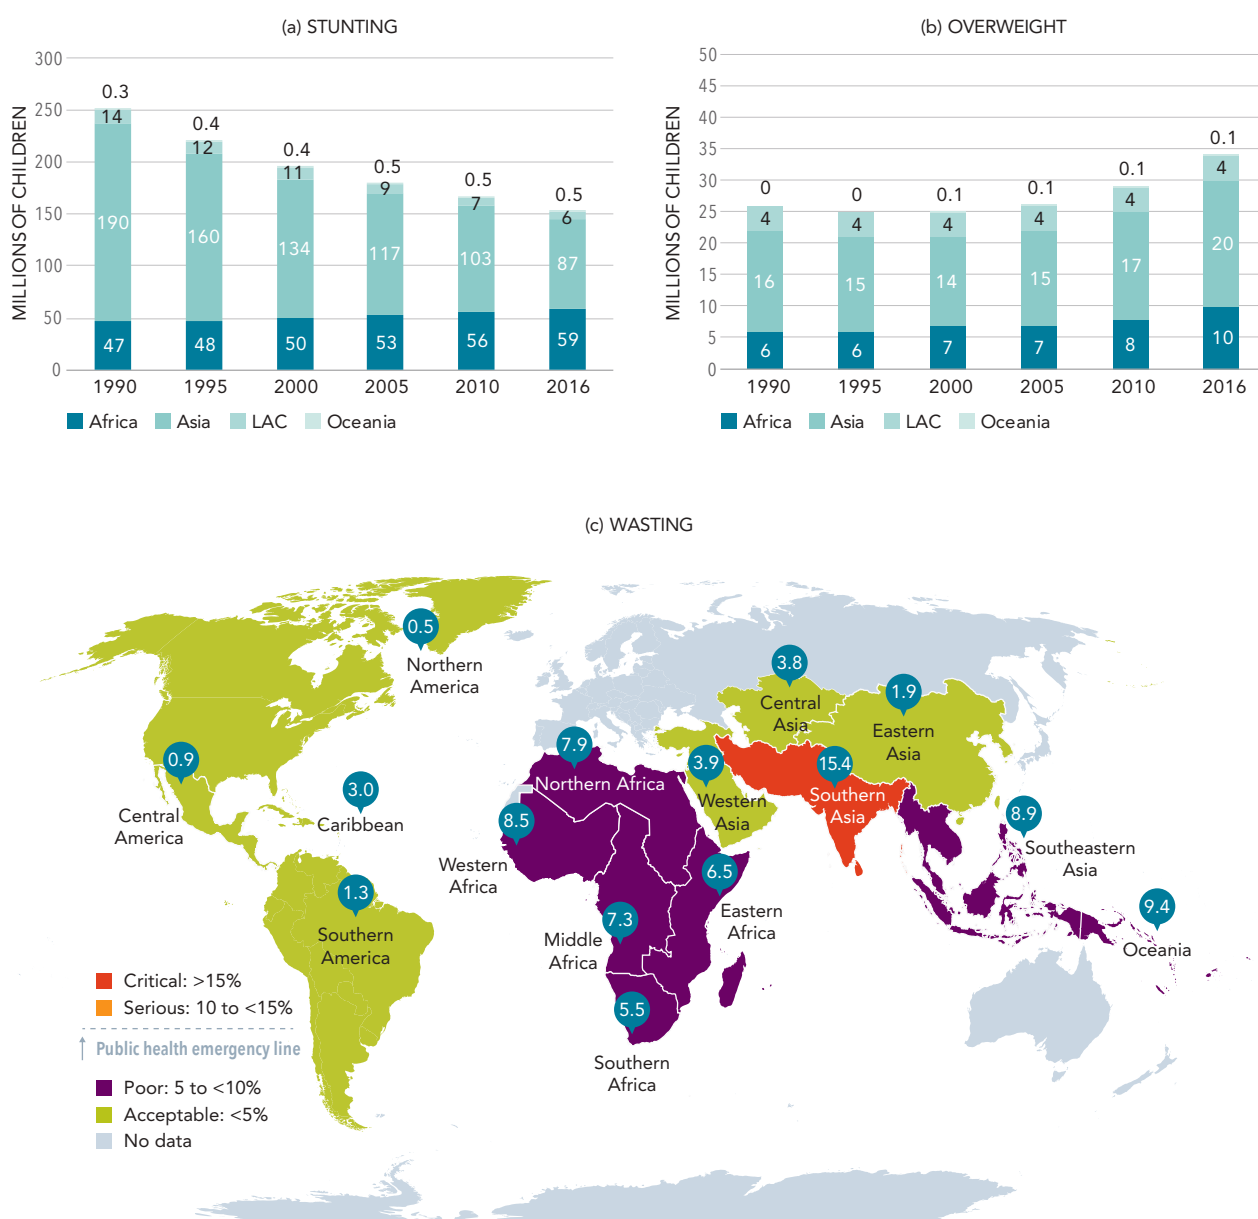 (a) STUNTING
MILLIONS OF CHILDREN
300
250
200
150
100
50
0
0.3
14
190
47
0.4
12
160
48
0.4
11
134
50
0.5
9
117
53
0.5
7
103
56
0.5
6
87
59
1990 1995 2000 2005 2010 2016
Africa Asia LAC Oceania
(b) OVERWEIGHT
MILLIONS OF CHILDREN
50
45
40
35
30
25
20
15
10
5
0
0
4
16
6
0
4
15
6
0.1
4
14
7
0.1
4
15
7
0.1
4
17
8
0.1
4
20
10
1990 1995 2000 2005 2010 2016
Africa Asia LAC Oceania
(c) WASTING
0.5
Northern
America
0.9
Central
America
3.0
Caribbean
1.3
Southern
America
7.9
Northern Africa
8.5
Western
Africa
7.3
Middle
Africa
6.5
Eastern
Africa
5.5
Southern
Africa
3.8
Central
Asia
1.9
Eastern
Asia
3.9
Western
Asia
15.4
Southern
Asia
8.9
Southeastern
Asia
9.4
Oceania
Critical: >15%
Serious: 10 to <15%
Public health emergency line
Poor: 5 to <10%
Acceptable: <5%
No data